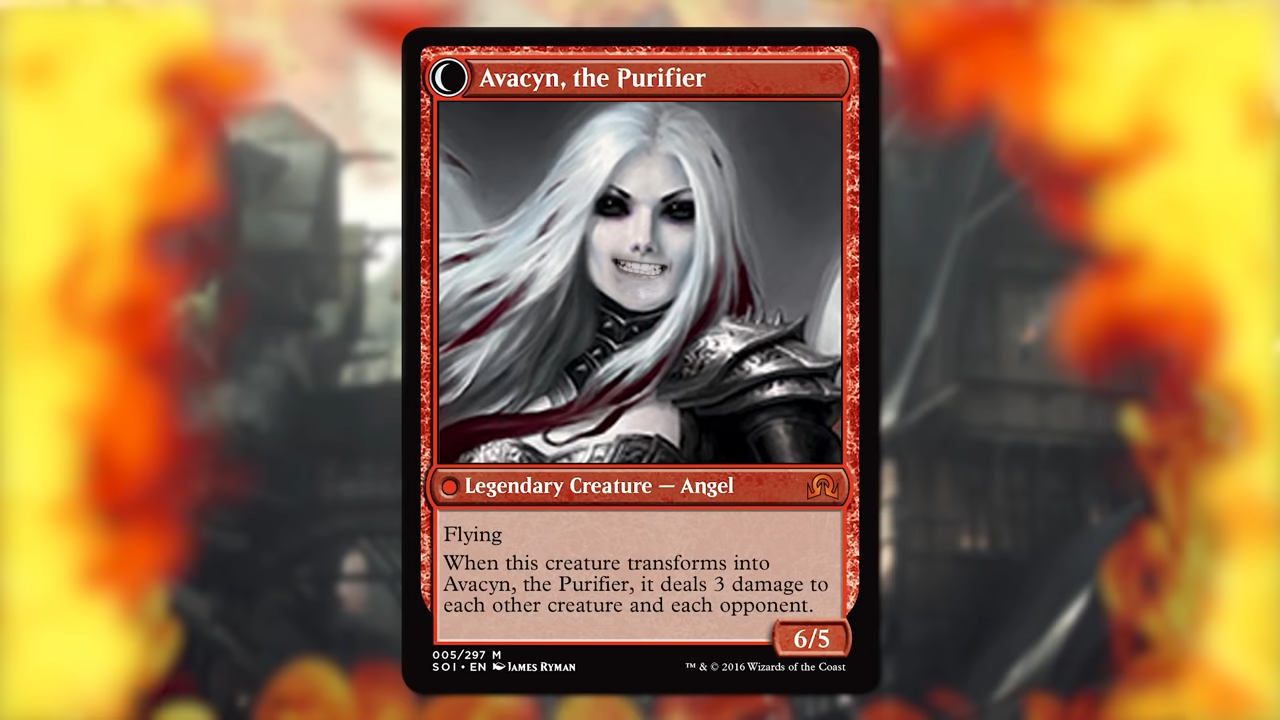 Avacyn, the Purifier
Legendary Creature — Angel
Flying
When this creature transforms into
Avacyn, the Purifier, it deals 3 damage to
each other creature and each opponent.
6/5
005/297 M
SOI • EN JAMES RYMAN
™ & © 2016 Wizards of the Coast